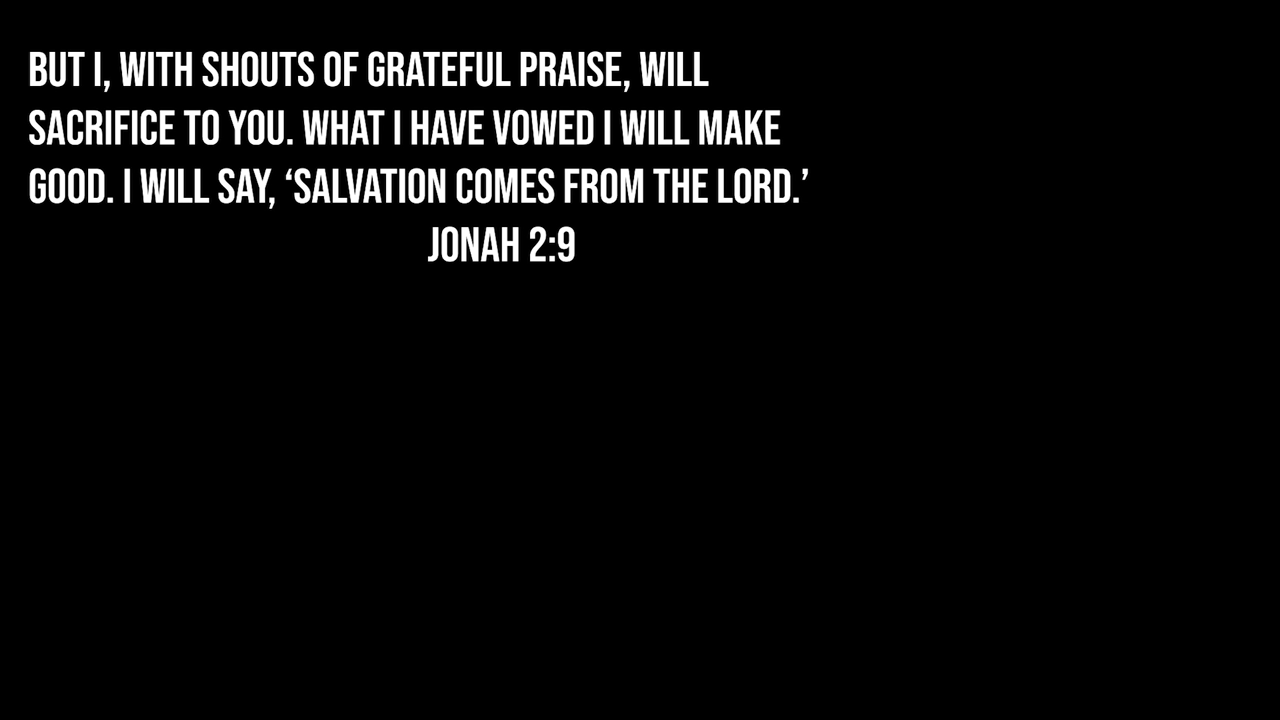 BUT I, WITH SHOUTS OF GRATEFUL PRAISE, WILL
SACRIFICE TO YOU. WHAT I HAVE VOWED I WILL MAKE
GOOD. I WILL SAY, ‘SALVATION COMES FROM THE LORD.’
JONAH 2:9